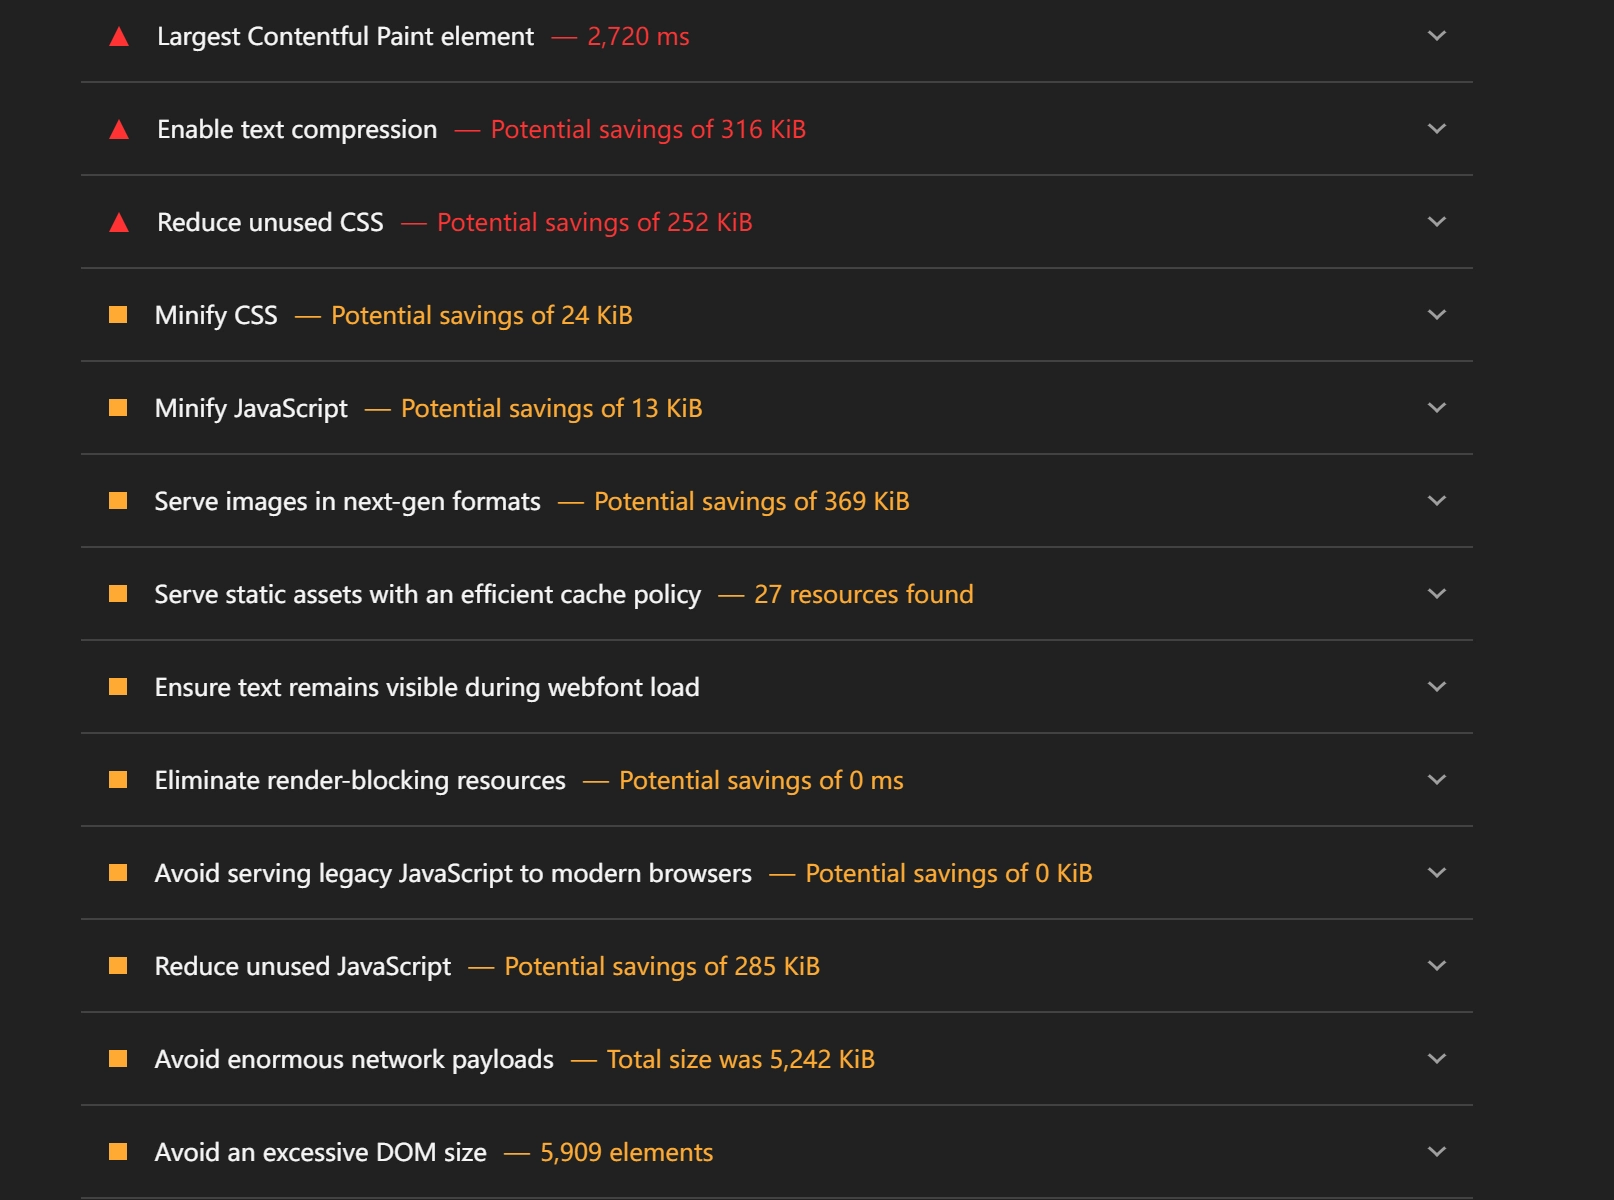 Largest Contentful Paint element — 2,720 ms
Enable text compression — Potential savings of 316 KiB
Reduce unused CSS — Potential savings of 252 KiB
Minify CSS — Potential savings of 24 KiB
Minify JavaScript — Potential savings of 13 KiB
Serve images in next-gen formats — Potential savings of 369 KiB
Serve static assets with an efficient cache policy — 27 resources found
Ensure text remains visible during webfont load
Eliminate render-blocking resources — Potential savings of 0 ms
Avoid serving legacy JavaScript to modern browsers — Potential savings of 0 KiB
Reduce unused JavaScript — Potential savings of 285 KiB
Avoid enormous network payloads — Total size was 5,242 KiB
Avoid an excessive DOM size — 5,909 elements